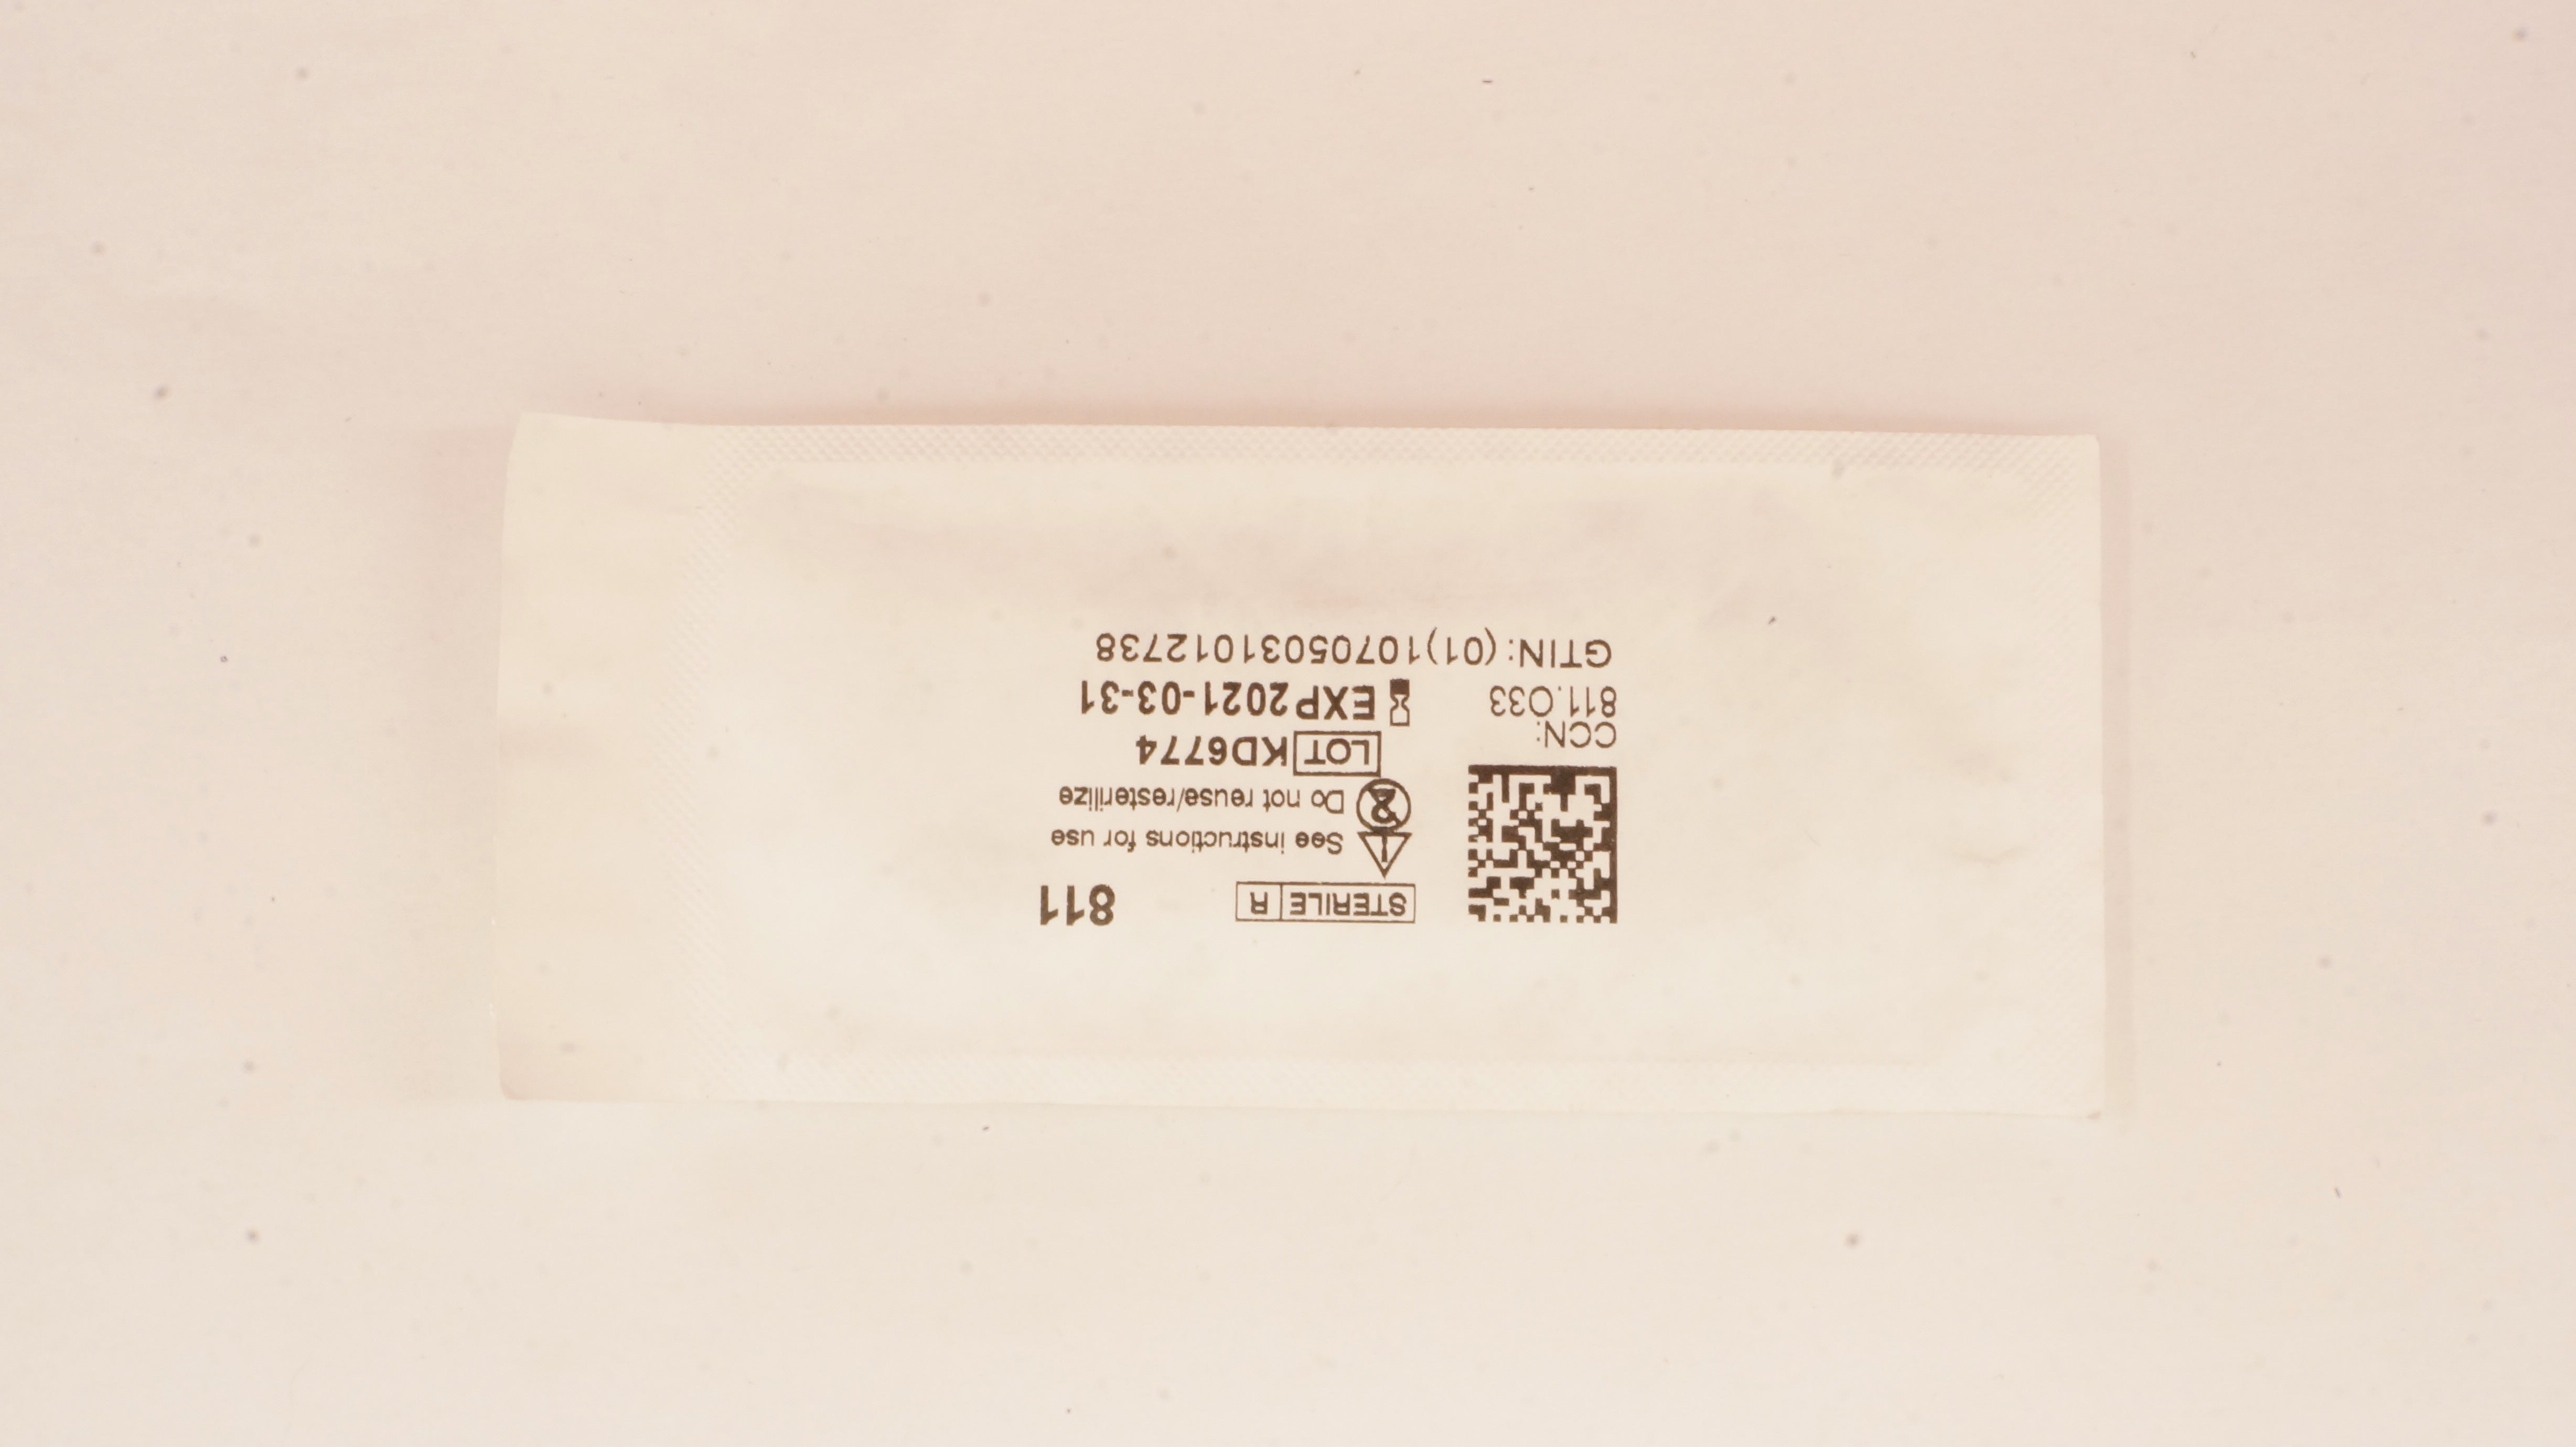 STERILE R 811
See instructions for use
Do not reuse/resterilize
LOT KD6774
CCN:
811.O33
EXP 2021-03-31
GTIN: (01)10705031012738